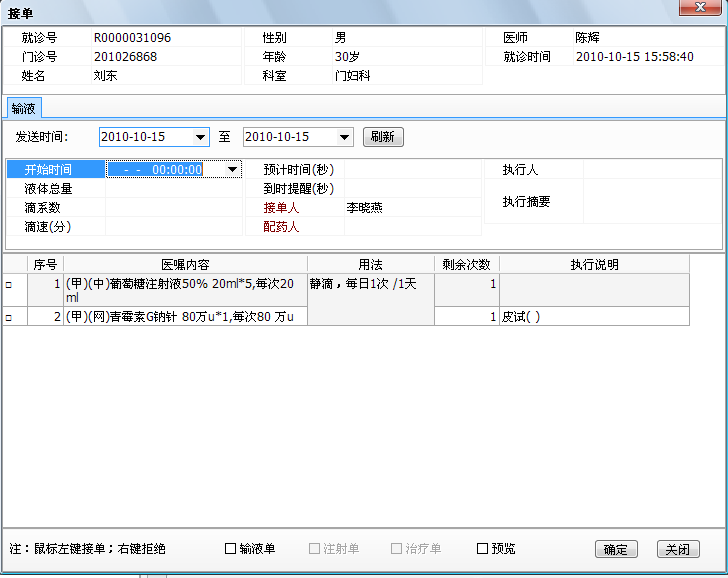 接单
就诊号 R0000031096 性别 男 医师 陈辉
门诊号 201026868 年龄 30岁 就诊时间 2010-10-15 15:58:40
姓名 刘东 科室 门妇科
输液
发送时间: 2010-10-15 至 2010-10-15 刷新
开始时间 - - 00:00:00 预计时间(秒) 执行人
液体总量 到时提醒(秒)
滴系数 接单人 李晓燕 执行摘要
滴速(分) 配药人
序号 医嘱内容 用法 剩余次数 执行说明
1 (甲)(中)葡萄糖注射液50% 20ml*5,每次20 静滴，每日1次 /1天 1
ml
2 (甲)(网)青霉素G钠针 80万u*1,每次80 万u 1 皮试( )
注：鼠标左键接单；右键拒绝 输液单 注射单 治疗单 预览 确定 关闭